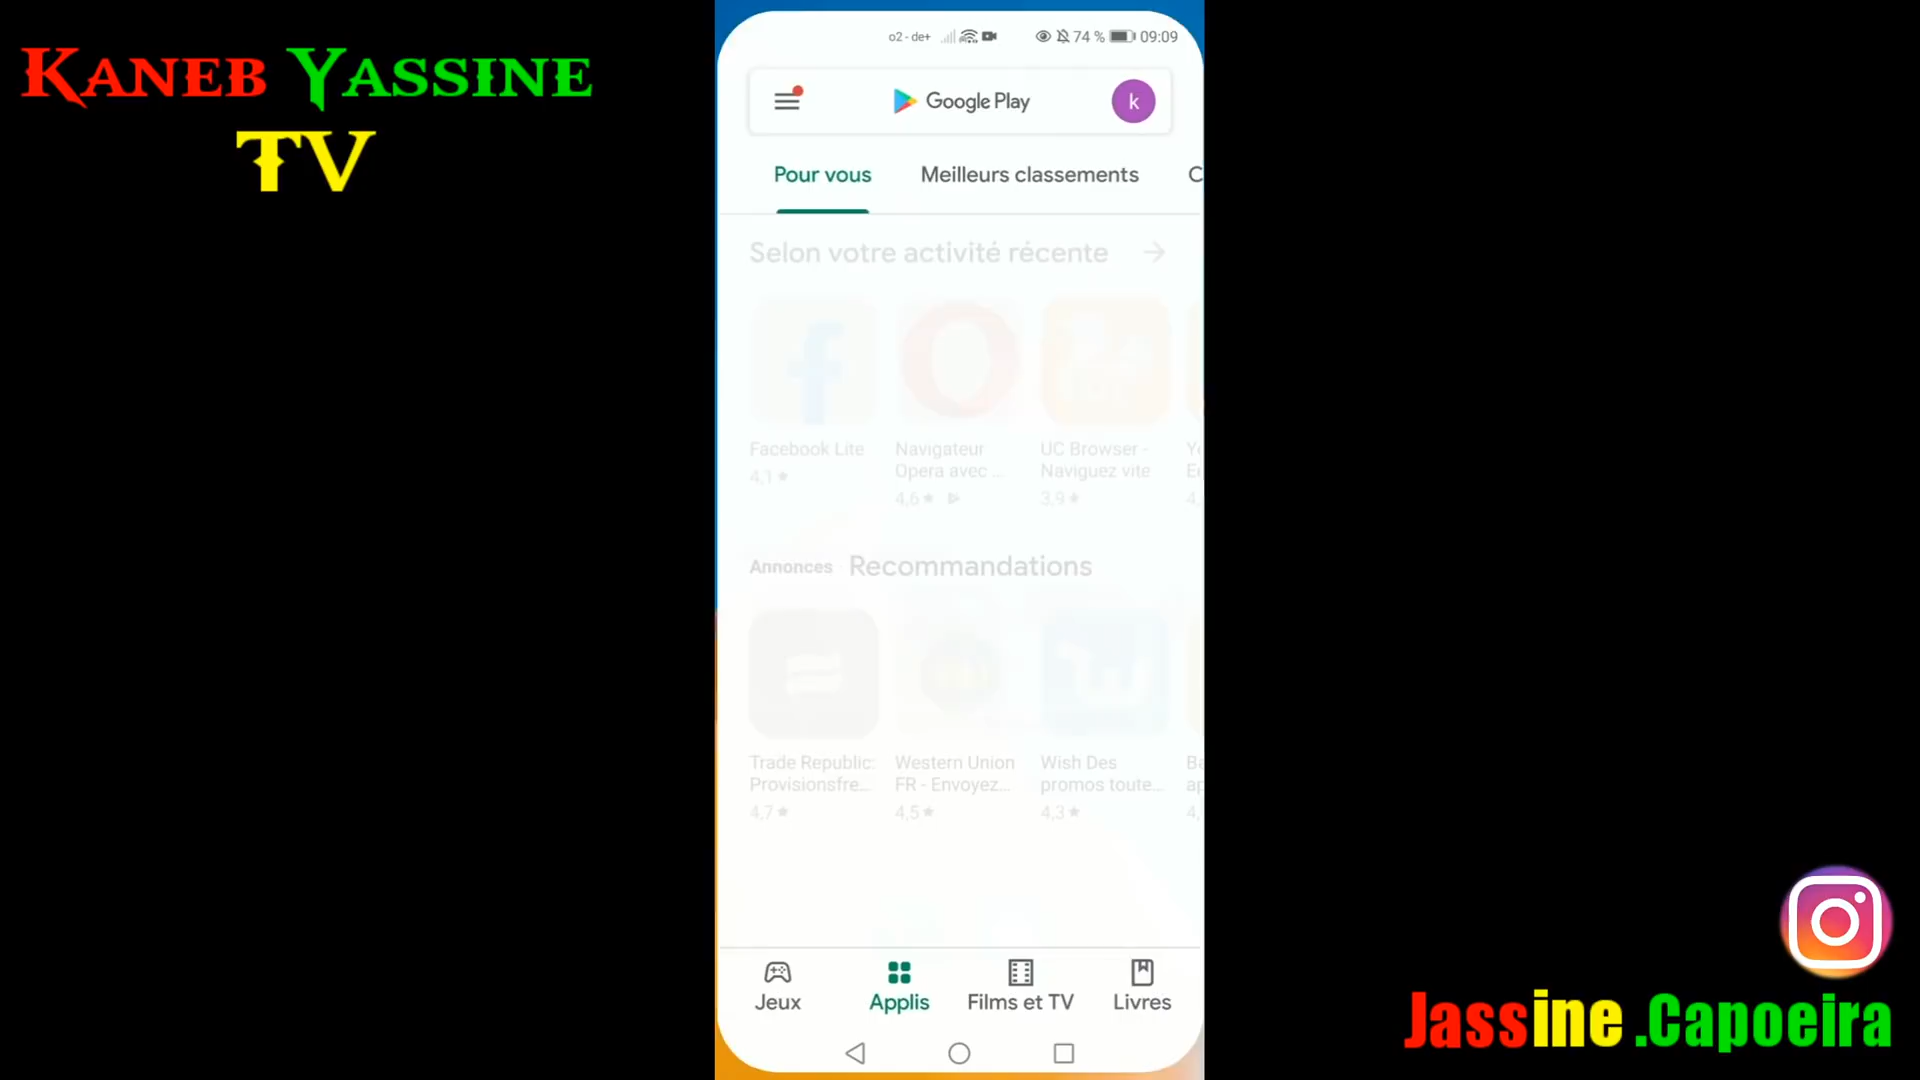 KANEB YASSINE
TV
o2 - de+ 74 % 09:09
Google Play k
Pour vous Meilleurs classements C
Selon votre activité récente
Facebook Lite
4,1
Navigateur
Opera avec ...
4,6
UC Browser -
Naviguez vite
3,9
Annonces · Recommandations
Trade Republic:
Provisionsfre...
4,7
Western Union
FR - Envoyez...
4,5
Wish Des
promos toute...
4,3
Jeux Applis Films et TV Livres
Jassine .Capoeira